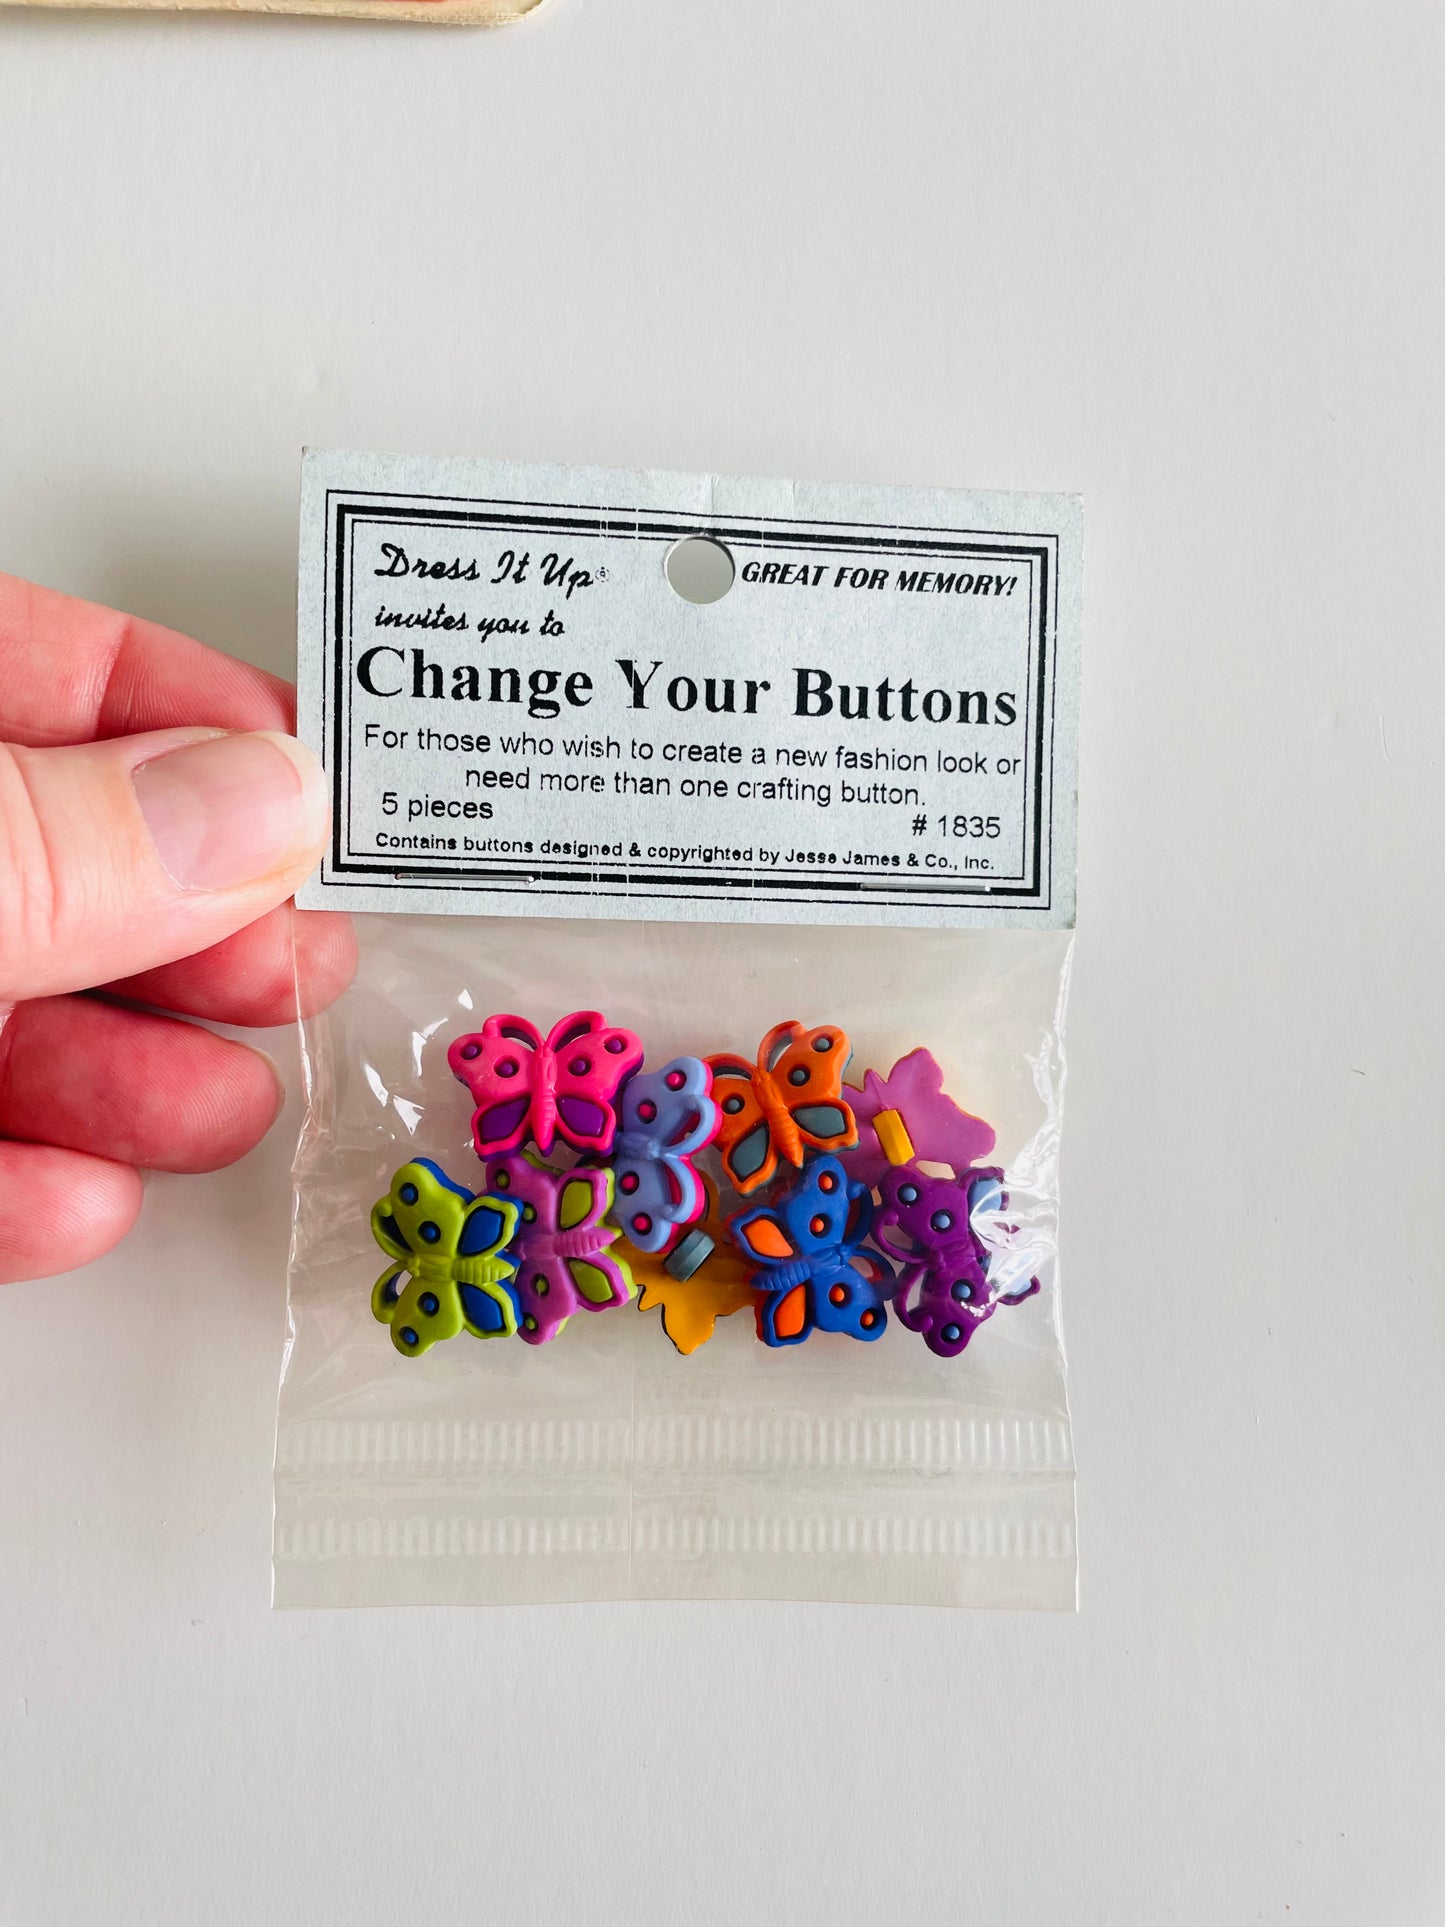 Dress It Up®
GREAT FOR MEMORY!
invites you to
Change Your Buttons
For those who wish to create a new fashion look or
need more than one crafting button.
5 pieces
# 1835
Contains buttons designed & copyrighted by Jesse James & Co., Inc.